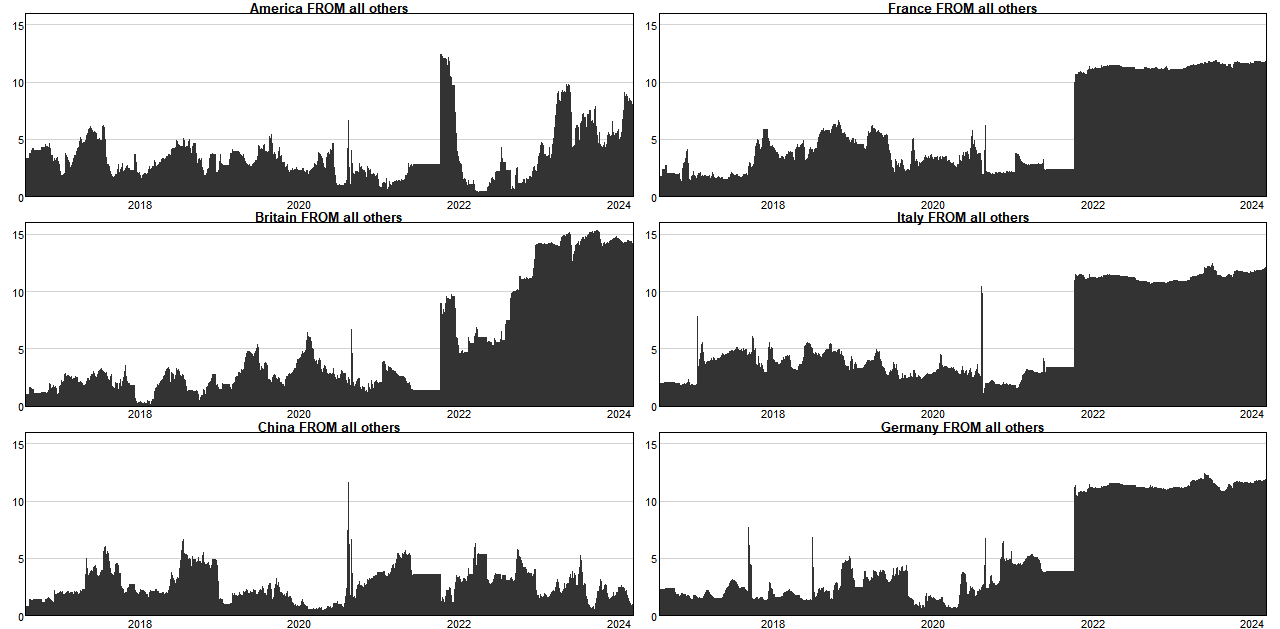 America FROM all others
15
10
5
0
2018 2020 2022 2024
France FROM all others
15
10
5
0
2018 2020 2022 2024
Britain FROM all others
15
10
5
0
2018 2020 2022 2024
Italy FROM all others
15
10
5
0
2018 2020 2022 2024
China FROM all others
15
10
5
0
2018 2020 2022 2024
Germany FROM all others
15
10
5
0
2018 2020 2022 2024